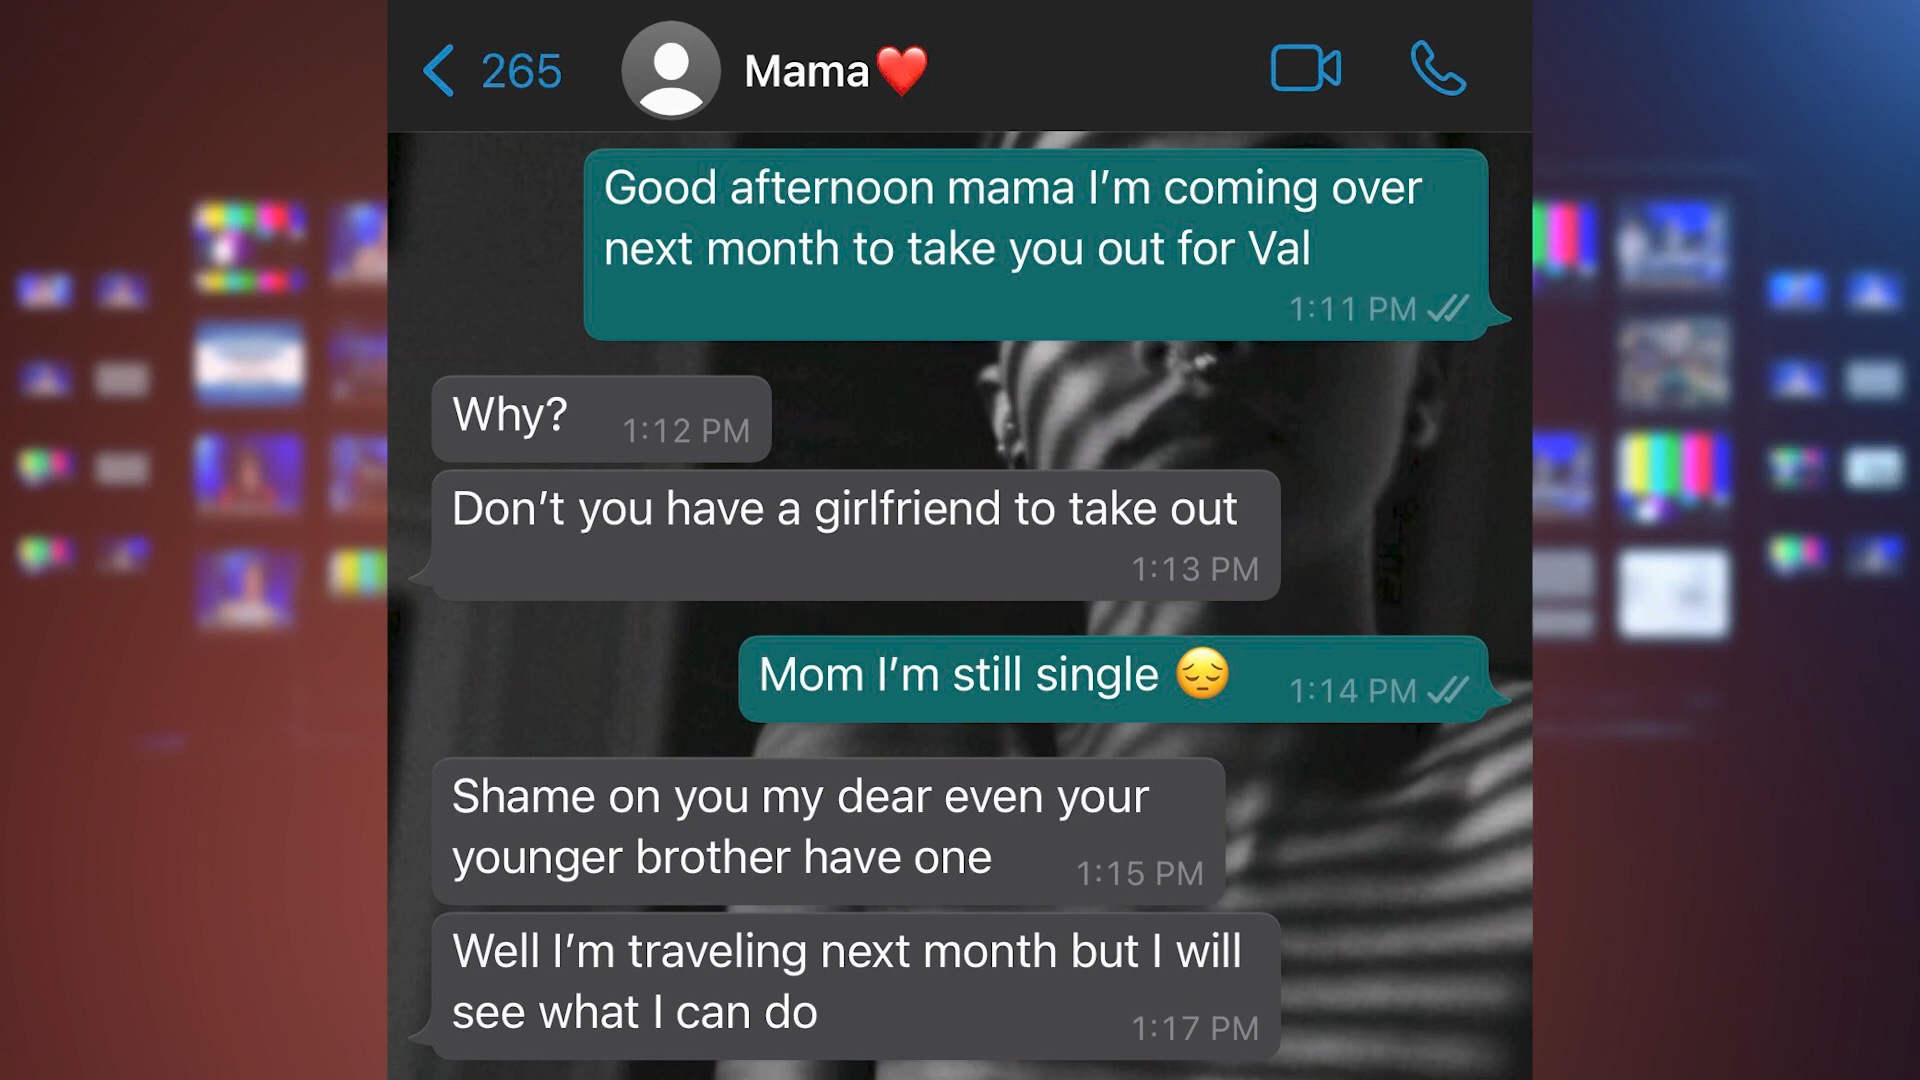 265 Mama❤️
Good afternoon mama I’m coming over
next month to take you out for Val
1:11 PM
Why? 1:12 PM
Don’t you have a girlfriend to take out
1:13 PM
Mom I’m still single 😔 1:14 PM
Shame on you my dear even your
younger brother have one 1:15 PM
Well I’m traveling next month but I will
see what I can do 1:17 PM